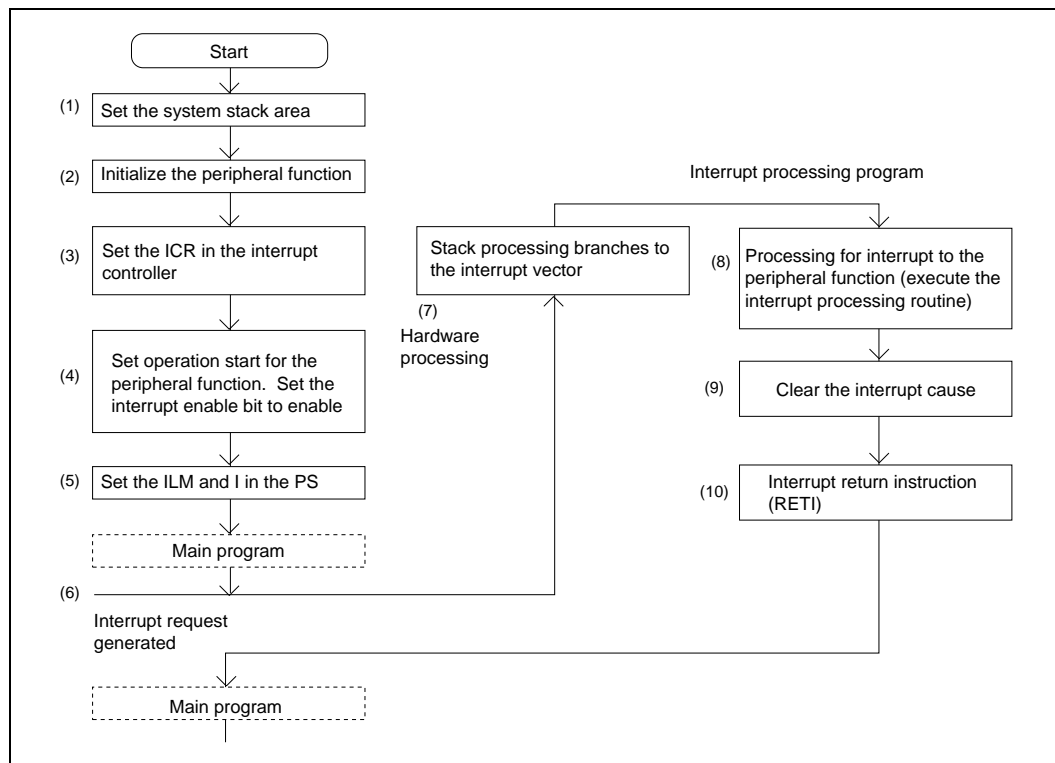 Start
(1)
Set the system stack area
(2)
Initialize the peripheral function
(3)
Set the ICR in the interrupt
controller
(4)
Set operation start for the
peripheral function. Set the
interrupt enable bit to enable
(5)
Set the ILM and I in the PS
Main program
(6)
Interrupt request
generated
Main program
Stack processing branches to
the interrupt vector
(7)
Hardware
processing
Interrupt processing program
(8)
Processing for interrupt to the
peripheral function (execute the
interrupt processing routine)
(9)
Clear the interrupt cause
(10)
Interrupt return instruction
(RETI)